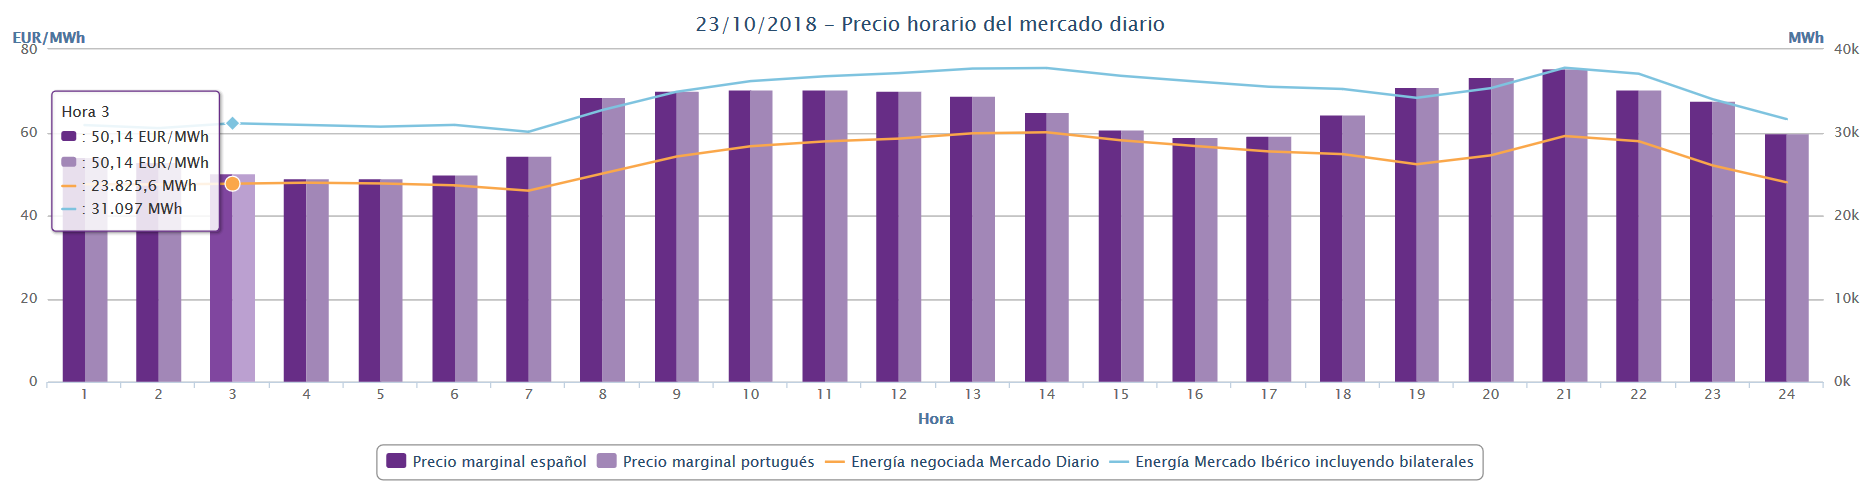 23/10/2018 - Precio horario del mercado diario
EUR/MWh
MWh
80
60
40
20
0
40k
30k
20k
10k
0k
Hora 3
: 50,14 EUR/MWh
: 50,14 EUR/MWh
: 23.825,6 MWh
: 31.097 MWh
1 2 3 4 5 6 7 8 9 10 11 12 13 14 15 16 17 18 19 20 21 22 23 24
Hora
Precio marginal español Precio marginal portugués Energía negociada Mercado Diario Energía Mercado Ibérico incluyendo bilaterales